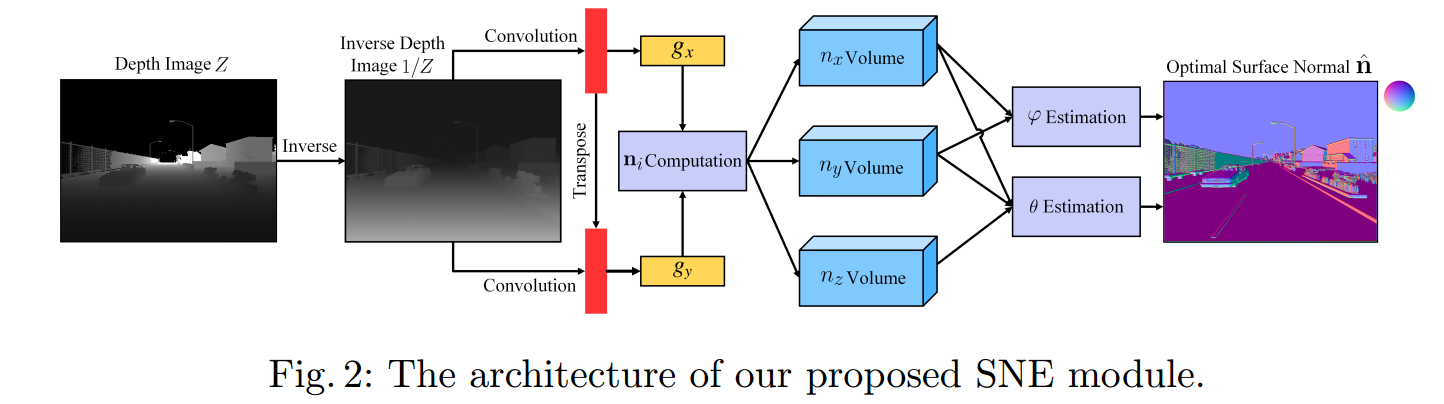 Depth Image Z
Inverse
Inverse Depth
Image 1/Z
Convolution
Transpose
Convolution
g_x
n_i Computation
g_y
n_x Volume
n_y Volume
n_z Volume
φ Estimation
θ Estimation
Optimal Surface Normal n̂
Fig. 2: The architecture of our proposed SNE module.